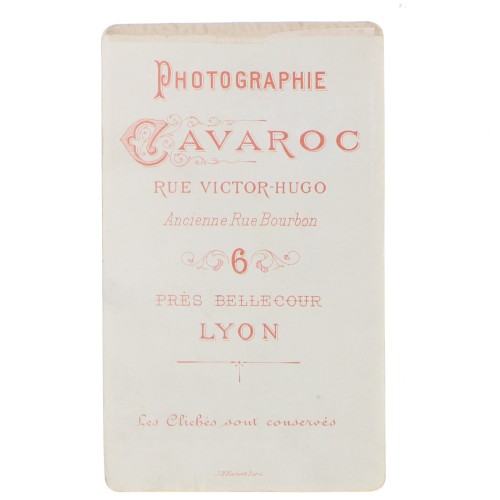 PHOTOGRAPHIE
CAVAROC
RUE VICTOR-HUGO
Ancienne Rue Bourbon
6
PRÈS BELLECOUR
LYON
Les Clichés sont conservés